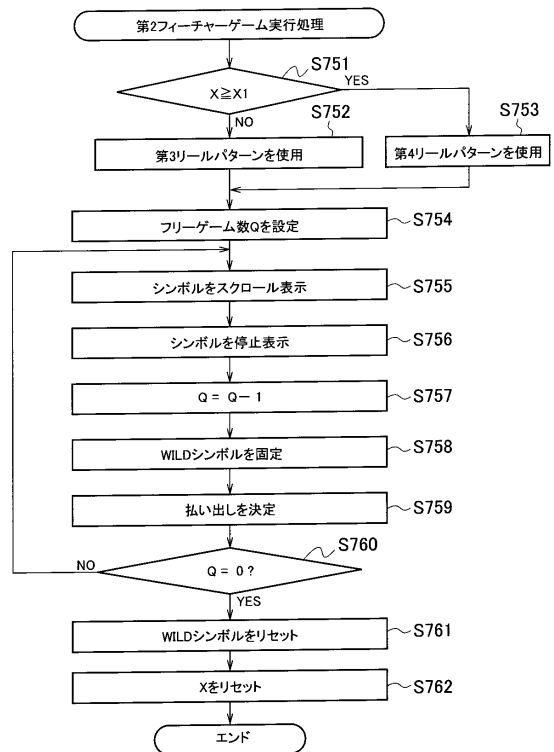 第2フィーチャーゲーム実行処理
S751
X≧X1
YES
NO
S752
第3リールパターンを使用
S753
第4リールパターンを使用
フリーゲーム数Qを設定
S754
シンボルをスクロール表示
S755
シンボルを停止表示
S756
Q = Q－1
S757
WILDシンボルを固定
S758
払い出しを決定
S759
S760
Q = 0？
NO
YES
WILDシンボルをリセット
S761
Xをリセット
S762
エンド